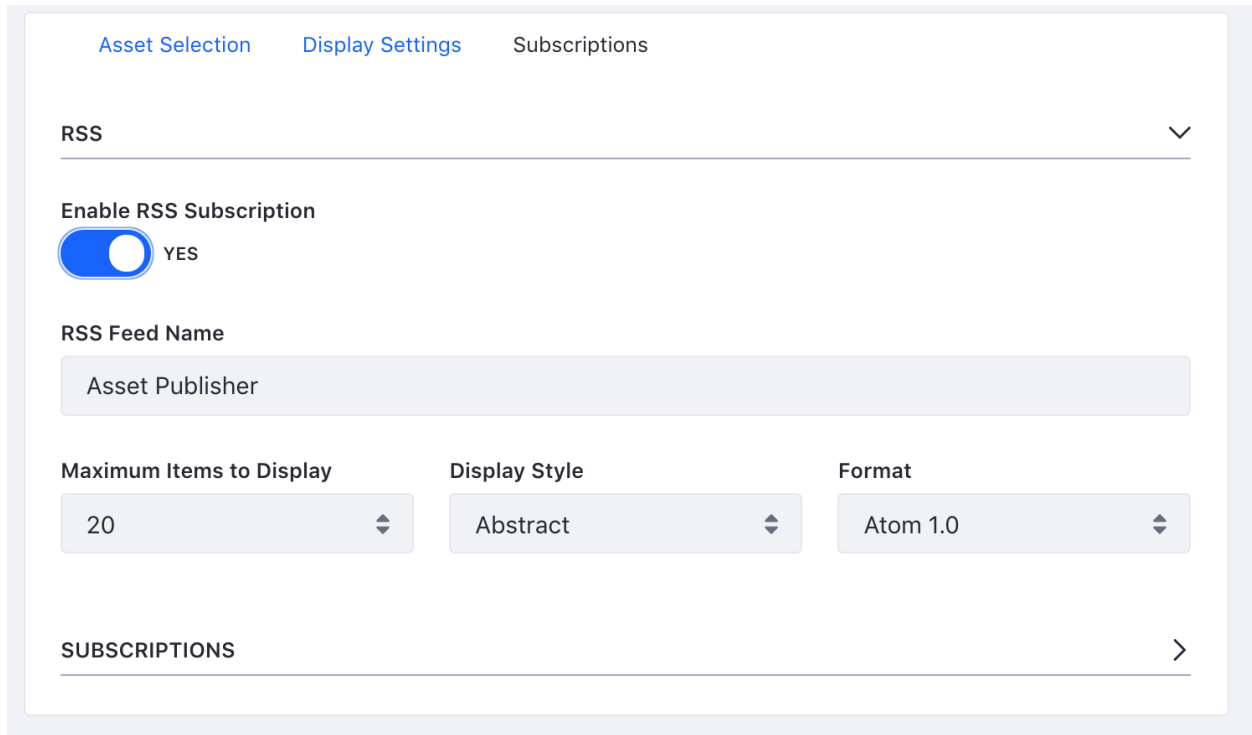 Asset Selection Display Settings Subscriptions
RSS
Enable RSS Subscription
YES
RSS Feed Name
Asset Publisher
Maximum Items to Display Display Style Format
20 Abstract Atom 1.0
SUBSCRIPTIONS